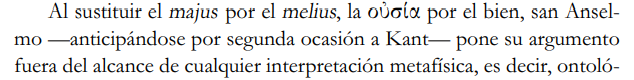 Al sustituir el majus por el melius, la οὐσία por el bien, san Ansel-
mo —anticipándose por segunda ocasión a Kant— pone su argumento
fuera del alcance de cualquier interpretación metafísica, es decir, ontoló-